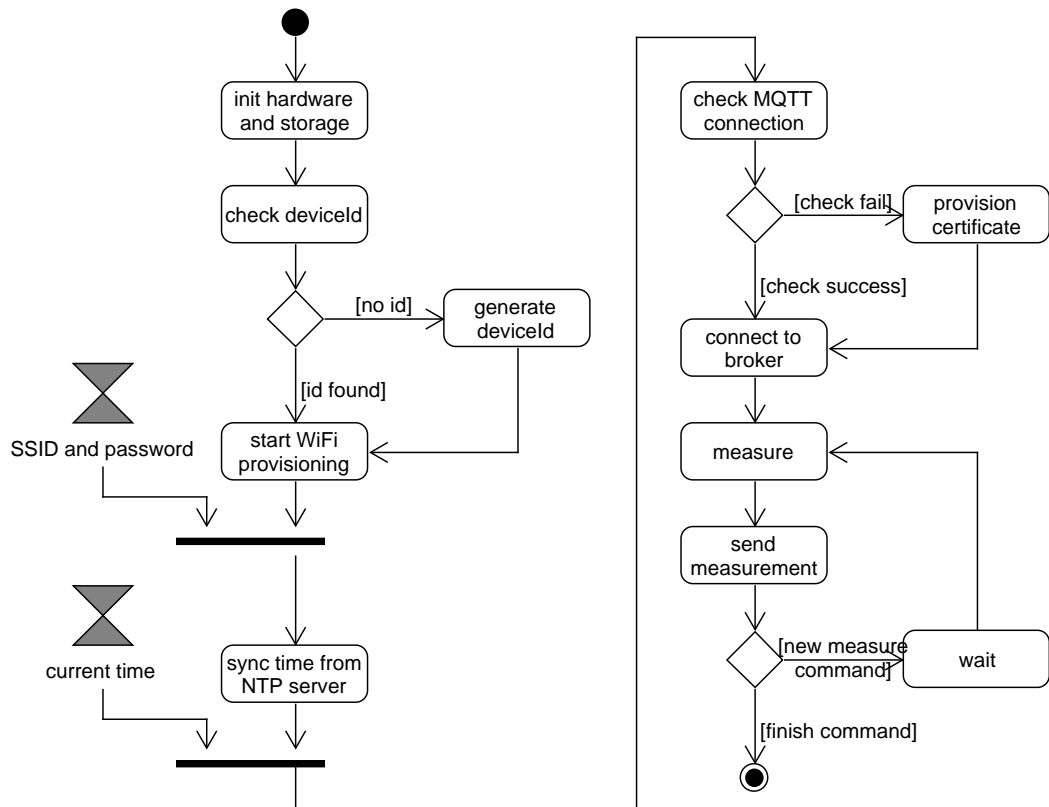 init hardware
and storage
check deviceId
[no id]
generate
deviceId
[id found]
SSID and password
start WiFi
provisioning
current time
sync time from
NTP server
check MQTT
connection
[check fail]
provision
certificate
[check success]
connect to
broker
measure
send
measurement
[new measure
command]
wait
[finish command]